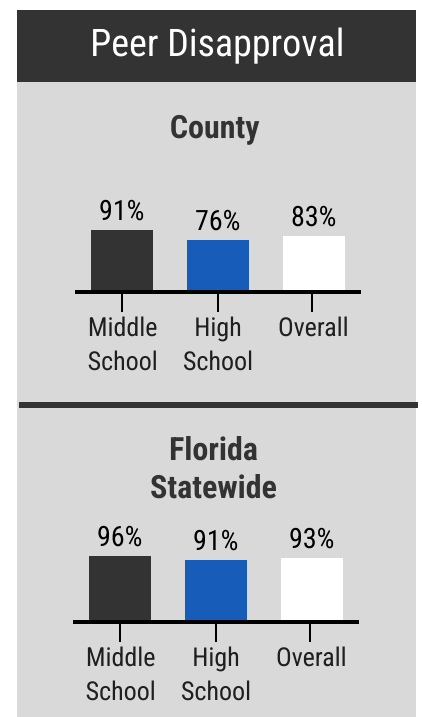 Peer Disapproval
County
91%
76%
83%
Middle School
High School
Overall
Florida
Statewide
96%
91%
93%
Middle School
High School
Overall